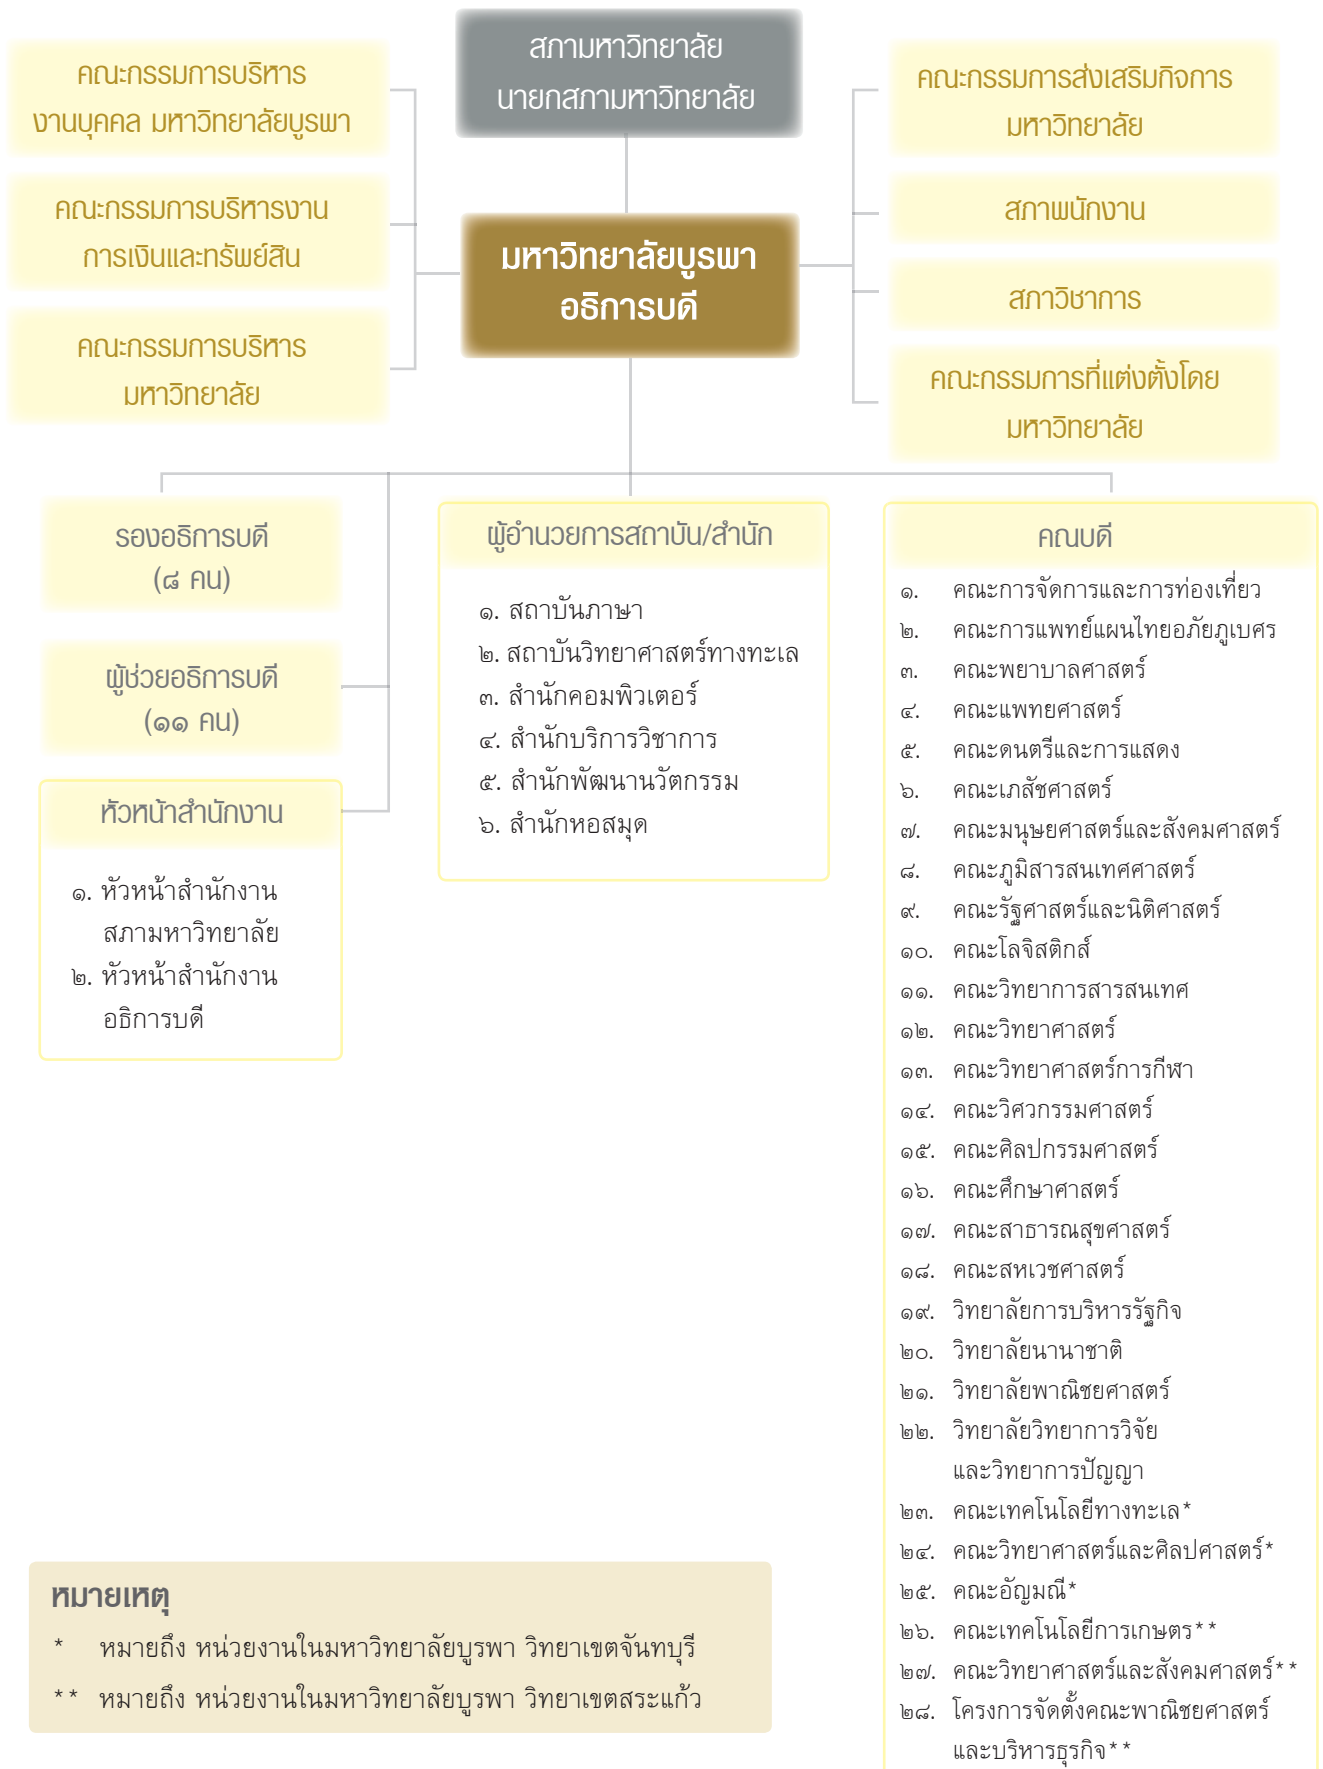 สภามหาวิทยาลัย
นายกสภามหาวิทยาลัย
คณะกรรมการบริหาร
งานบุคคล มหาวิทยาลัยบูรพา
คณะกรรมการบริหารงาน
การเงินและทรัพย์สิน
คณะกรรมการบริหาร
มหาวิทยาลัย
มหาวิทยาลัยบูรพา
อธิการบดี
คณะกรรมการส่งเสริมกิจการ
มหาวิทยาลัย
สภาพนักงาน
สภาวิชาการ
คณะกรรมการที่แต่งตั้งโดย
มหาวิทยาลัย
รองอธิการบดี
(๘ คน)
ผู้ช่วยอธิการบดี
(๑๑ คน)
หัวหน้าสำนักงาน
๑. หัวหน้าสำนักงาน
สภามหาวิทยาลัย
๒. หัวหน้าสำนักงาน
อธิการบดี
ผู้อำนวยการสถาบัน/สำนัก
๑. สถาบันภาษา
๒. สถาบันวิทยาศาสตร์ทางทะเล
๓. สำนักคอมพิวเตอร์
๔. สำนักบริการวิชาการ
๕. สำนักพัฒนานวัตกรรม
๖. สำนักหอสมุด
คณบดี
๑. คณะการจัดการและการท่องเที่ยว
๒. คณะการแพทย์แผนไทยอภัยภูเบศร
๓. คณะพยาบาลศาสตร์
๔. คณะแพทยศาสตร์
๕. คณะดนตรีและการแสดง
๖. คณะเภสัชศาสตร์
๗. คณะมนุษยศาสตร์และสังคมศาสตร์
๘. คณะภูมิสารสนเทศศาสตร์
๙. คณะรัฐศาสตร์และนิติศาสตร์
๑๐. คณะโลจิสติกส์
๑๑. คณะวิทยาการสารสนเทศ
๑๒. คณะวิทยาศาสตร์
๑๓. คณะวิทยาศาสตร์การกีฬา
๑๔. คณะวิศวกรรมศาสตร์
๑๕. คณะศิลปกรรมศาสตร์
๑๖. คณะศึกษาศาสตร์
๑๗. คณะสาธารณสุขศาสตร์
๑๘. คณะสหเวชศาสตร์
๑๙. วิทยาลัยการบริหารรัฐกิจ
๒๐. วิทยาลัยนานาชาติ
๒๑. วิทยาลัยพาณิชยศาสตร์
๒๒. วิทยาลัยวิทยาการวิจัย
และวิทยาการปัญญา
๒๓. คณะเทคโนโลยีทางทะเล*
๒๔. คณะวิทยาศาสตร์และศิลปศาสตร์*
๒๕. คณะอัญมณี*
๒๖. คณะเทคโนโลยีการเกษตร**
๒๗. คณะวิทยาศาสตร์และสังคมศาสตร์**
๒๘. โครงการจัดตั้งคณะพาณิชยศาสตร์
และบริหารธุรกิจ**
หมายเหตุ
* หมายถึง หน่วยงานในมหาวิทยาลัยบูรพา วิทยาเขตจันทบุรี
** หมายถึง หน่วยงานในมหาวิทยาลัยบูรพา วิทยาเขตสระแก้ว